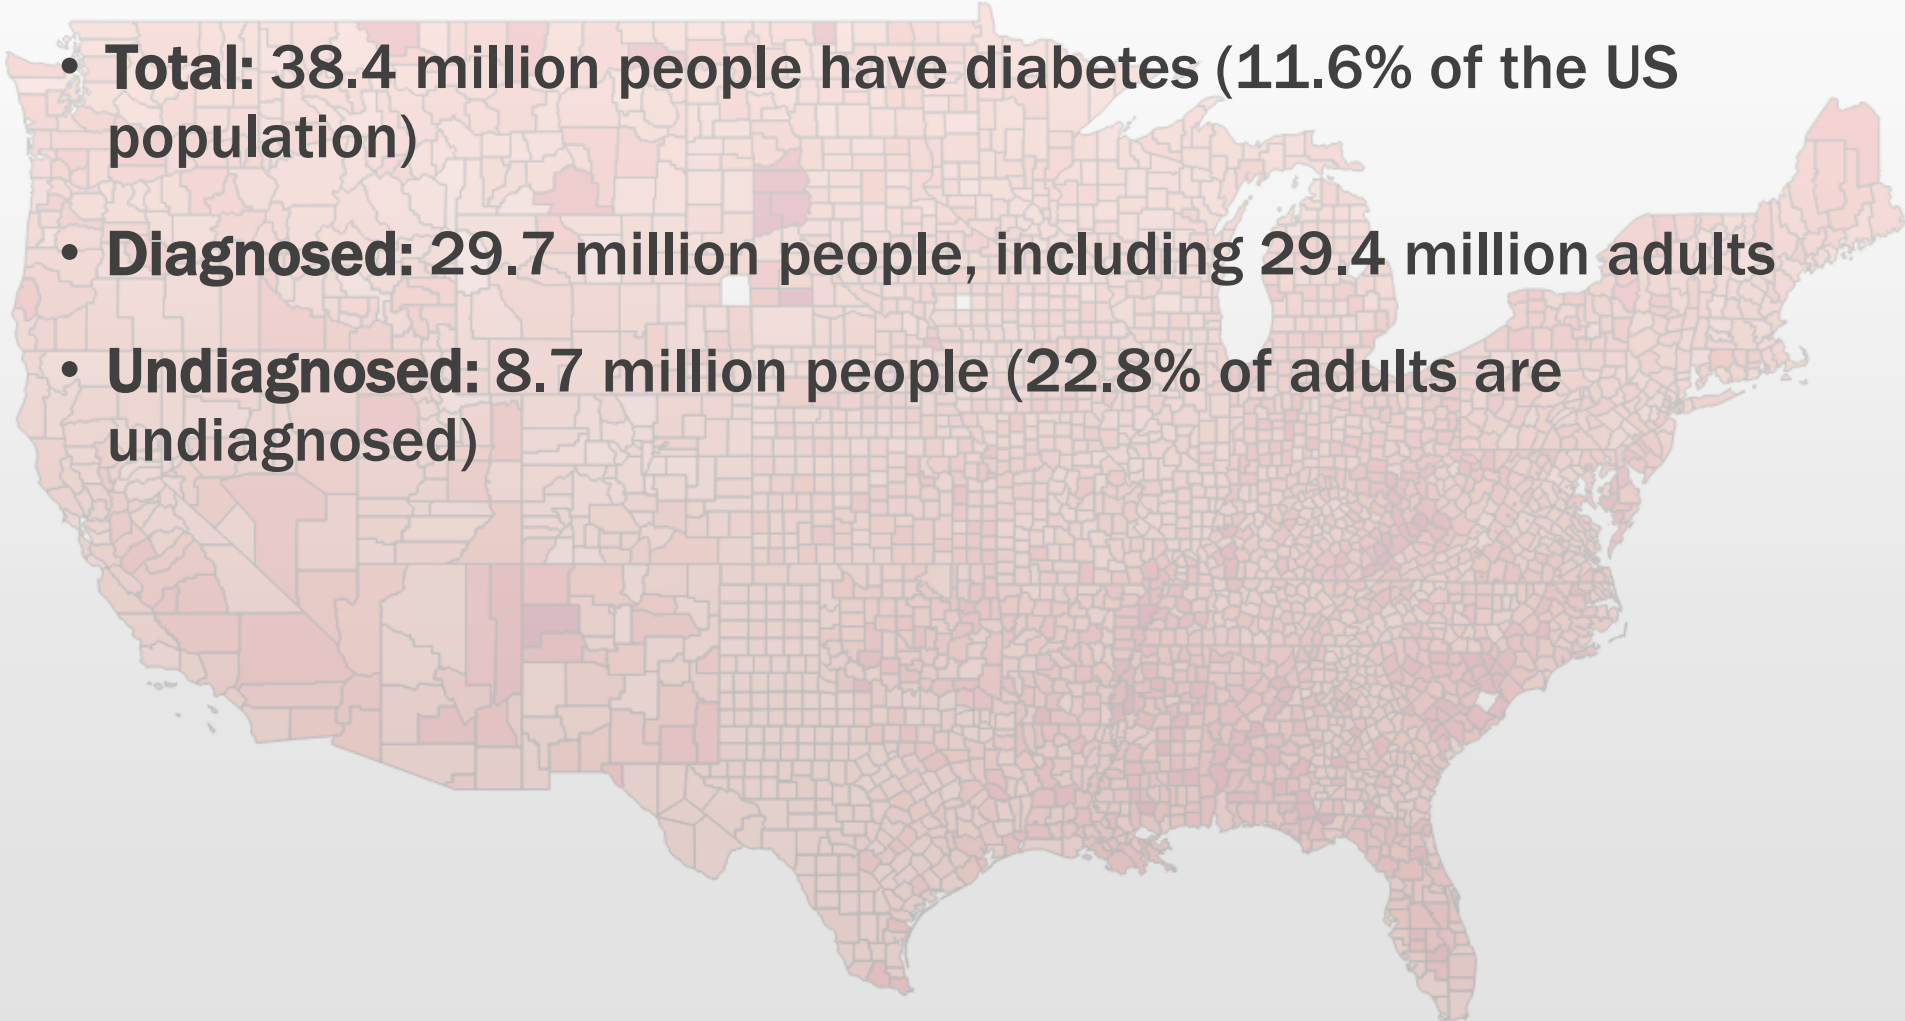 • Total: 38.4 million people have diabetes (11.6% of the US
population)
• Diagnosed: 29.7 million people, including 29.4 million adults
• Undiagnosed: 8.7 million people (22.8% of adults are
undiagnosed)